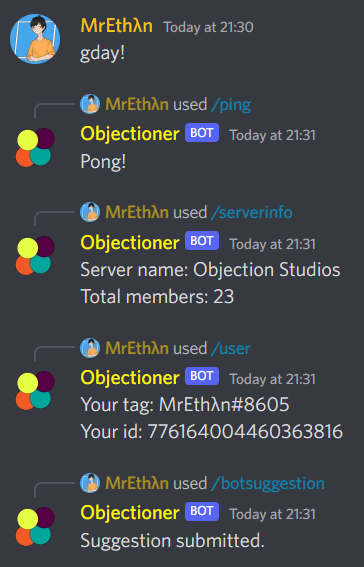 MrEthλn Today at 21:30
gday!
MrEthλn used /ping
Objectioner BOT Today at 21:31
Pong!
MrEthλn used /serverinfo
Objectioner BOT Today at 21:31
Server name: Objection Studios
Total members: 23
MrEthλn used /user
Objectioner BOT Today at 21:31
Your tag: MrEthλn#8605
Your id: 776164004460363816
MrEthλn used /botsuggestion
Objectioner BOT Today at 21:31
Suggestion submitted.